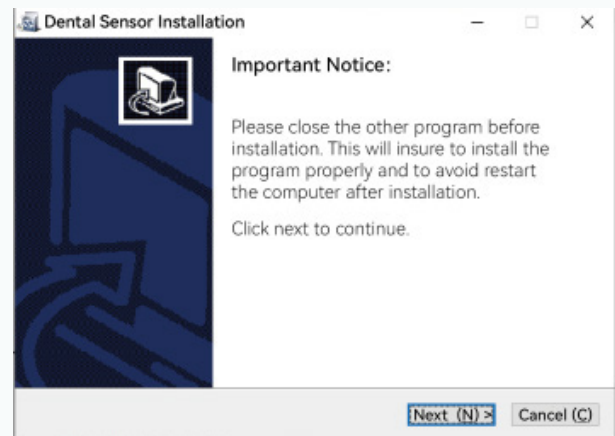 Dental Sensor Installation
Important Notice:
Please close the other program before
installation. This will insure to install the
program properly and to avoid restart
the computer after installation.
Click next to continue.
Next (N) >
Cancel (C)